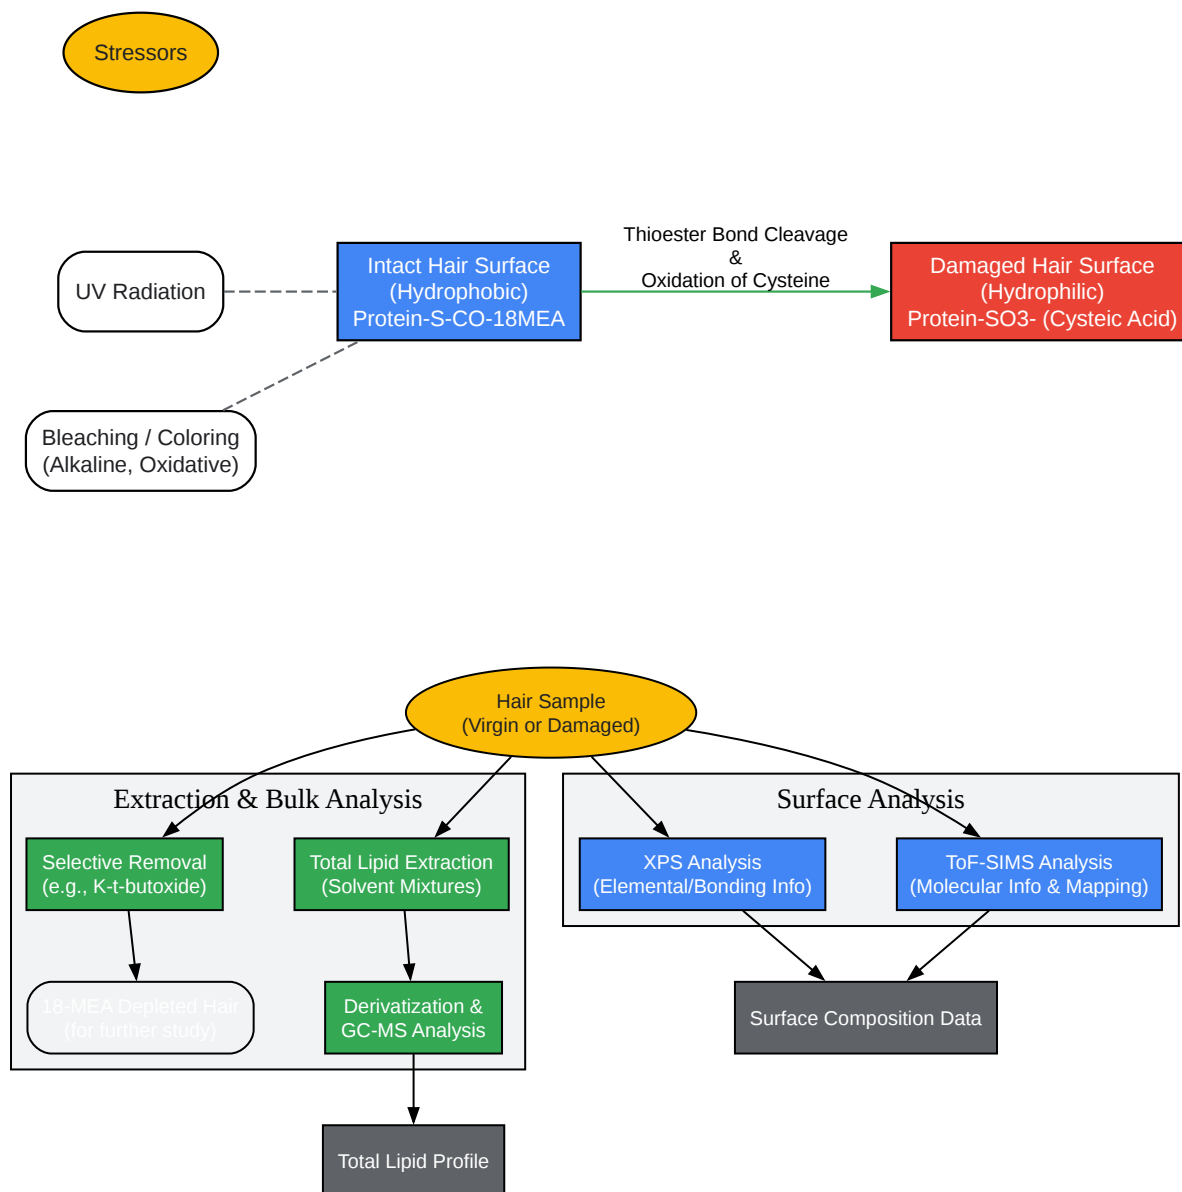 Stressors
UV Radiation
Intact Hair Surface
(Hydrophobic)
Protein-S-CO-18MEA
Thioester Bond Cleavage
&
Oxidation of Cysteine
Damaged Hair Surface
(Hydrophilic)
Protein-SO3- (Cysteic Acid)
Bleaching / Coloring
(Alkaline, Oxidative)
Hair Sample
(Virgin or Damaged)
Extraction & Bulk Analysis
Surface Analysis
Selective Removal
(e.g., K-t-butoxide)
Total Lipid Extraction
(Solvent Mixtures)
XPS Analysis
(Elemental/Bonding Info)
ToF-SIMS Analysis
(Molecular Info & Mapping)
18-MEA Depleted Hair
(for further study)
Derivatization &
GC-MS Analysis
Surface Composition Data
Total Lipid Profile